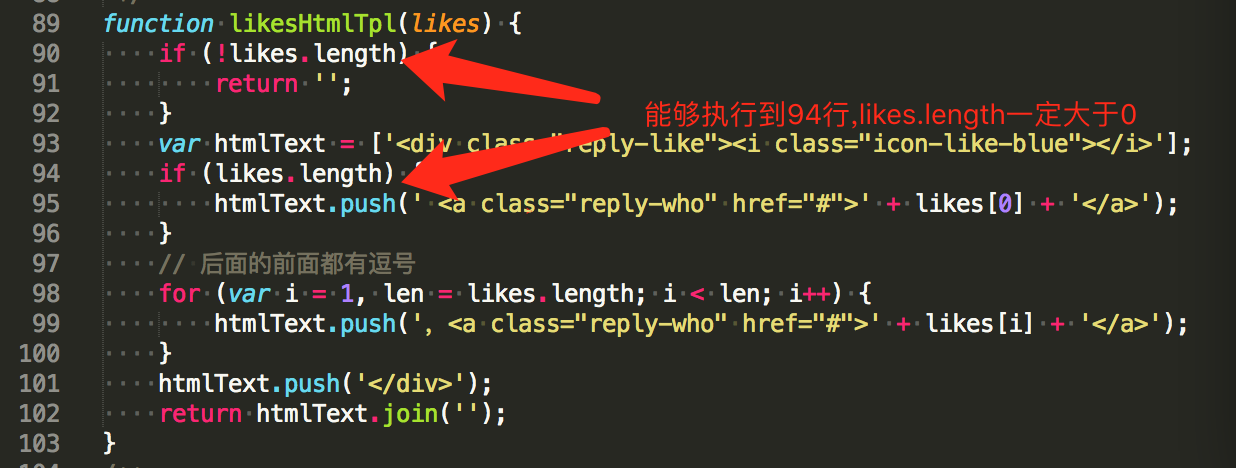 89 function likesHtmlTpl(likes) {
90 if (!likes.length) {
91 return '';
92 }
能够执行到94行,likes.length一定大于0
93 var htmlText = ['<div class="reply-like"><i class="icon-like-blue"></i>'];
94 if (likes.length) {
95 htmlText.push(' <a class="reply-who" href="#">' + likes[0] + '</a>');
96 }
97 // 后面的前面都有逗号
98 for (var i = 1, len = likes.length; i < len; i++) {
99 htmlText.push(', <a class="reply-who" href="#">' + likes[i] + '</a>');
100 }
101 htmlText.push('</div>');
102 return htmlText.join('');
103 }